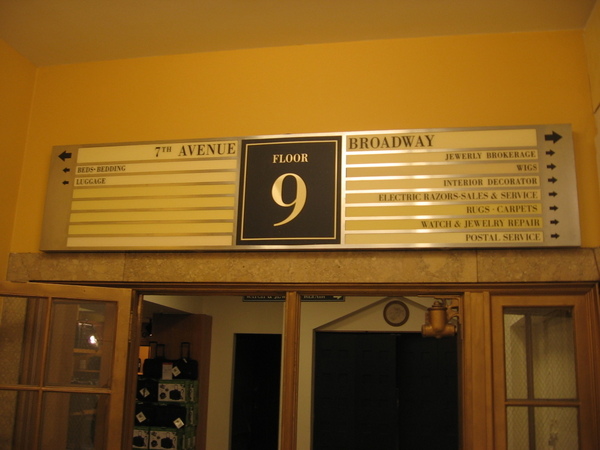 7TH AVENUE
BEDS-BEDDING
LUGGAGE
FLOOR
9
BROADWAY
JEWERLY BROKERAGE
WIGS
INTERIOR DECORATOR
ELECTRIC RAZORS-SALES & SERVICE
RUGS - CARPETS
WATCH & JEWELRY REPAIR
POSTAL SERVICE